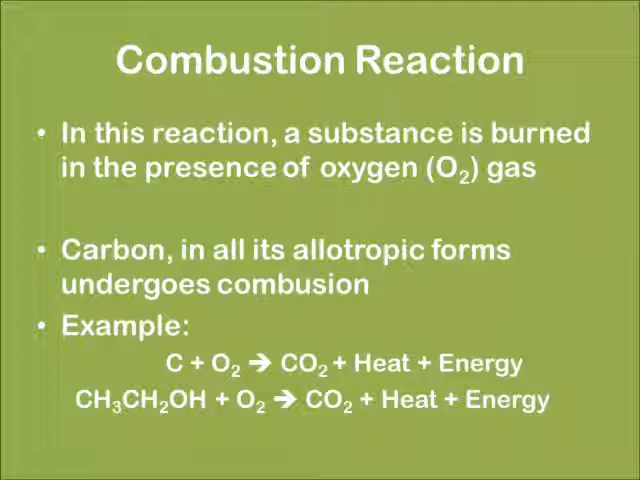 Combustion Reaction
• In this reaction, a substance is burned
in the presence of oxygen (O₂) gas
• Carbon, in all its allotropic forms
undergoes combusion
• Example:
C + O₂ ➔ CO₂ + Heat + Energy
CH₃CH₂OH + O₂ ➔ CO₂ + Heat + Energy